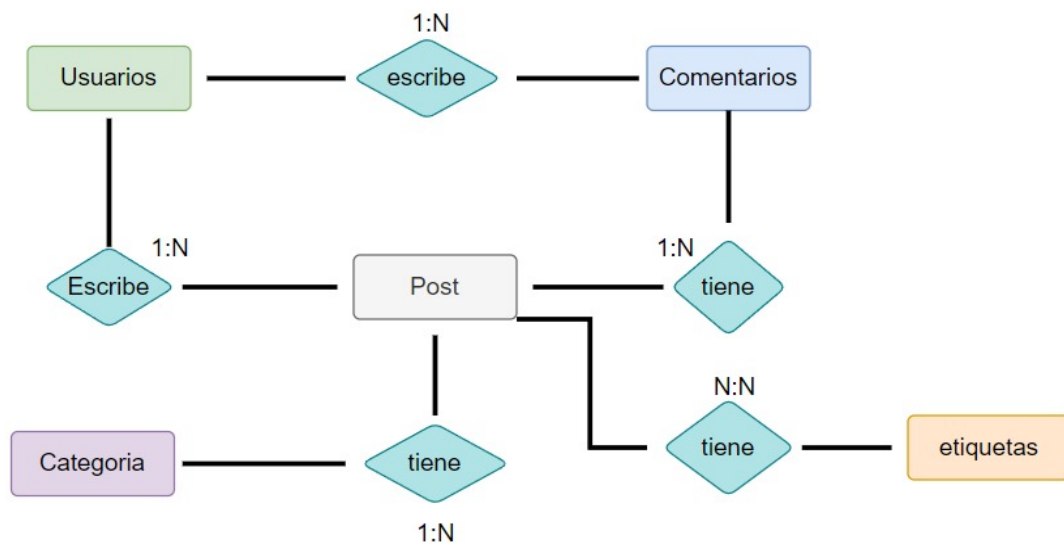 1:N
Usuarios
escribe
Comentarios
1:N
1:N
Escribe
Post
tiene
N:N
Categoria
tiene
tiene
etiquetas
1:N